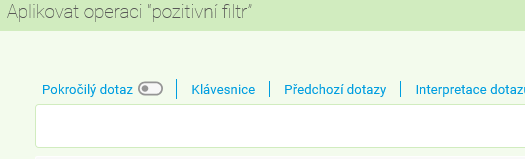 Aplikovat operaci "pozitivní filtr"
Pokročilý dotaz | Klávesnice | Předchozí dotazy | Interpretace dotazu